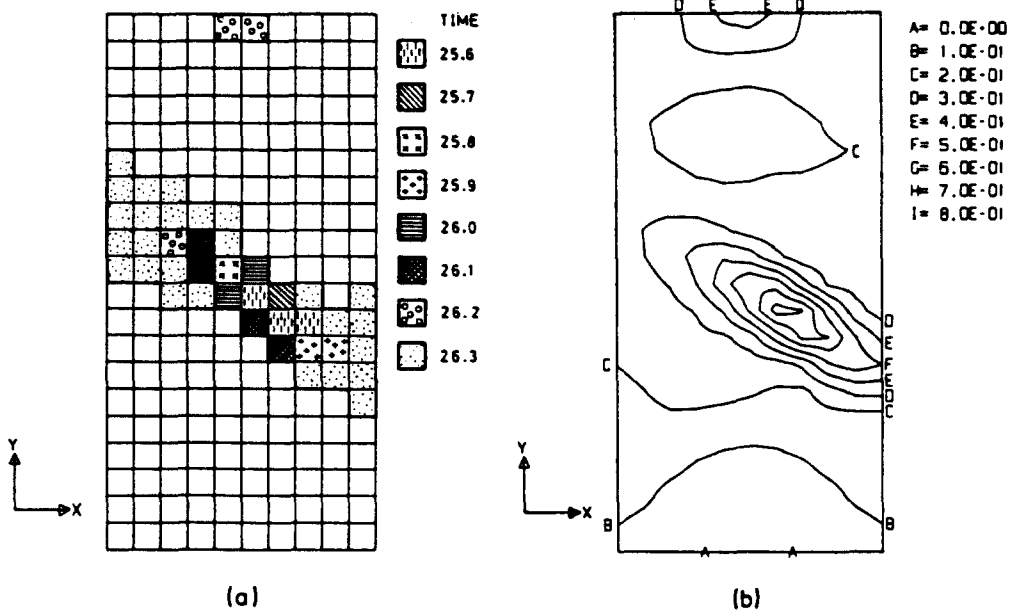 TIME
25.6
25.7
25.8
25.9
26.0
26.1
26.2
26.3
Y
X
(a)
D E E D
C
D
E
F
E
D
C
C
B
B
A A
Y
X
A= 0.0E+00
B= 1.0E-01
C= 2.0E-01
D= 3.0E-01
E= 4.0E-01
F= 5.0E-01
G= 6.0E-01
H= 7.0E-01
I= 8.0E-01
(b)